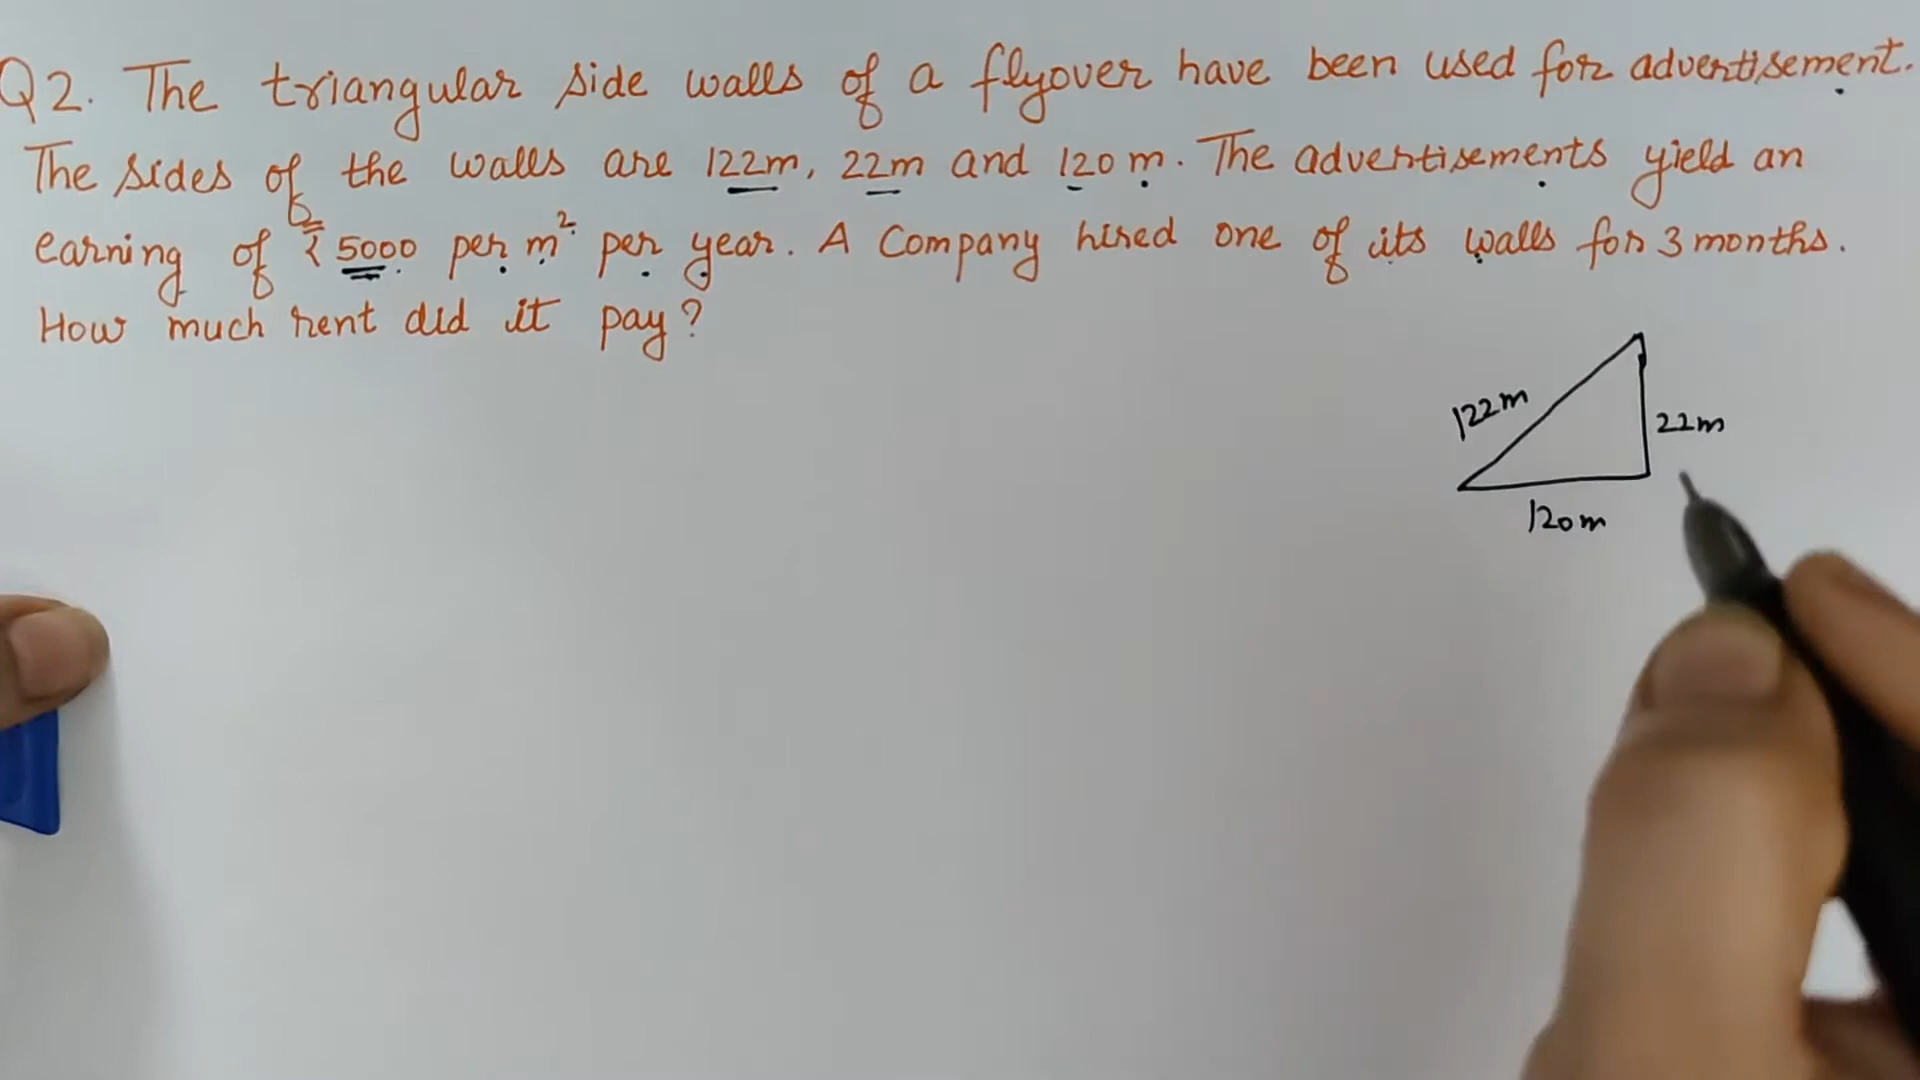 Q2. The triangular side walls of a flyover have been used for advertisement.
The sides of the walls are 122m, 22m and 120 m. The advertisements yield an
earning of ₹ 5000 per m² per year. A Company hired one of its walls for 3 months.
How much rent did it pay?
122m
22m
120m